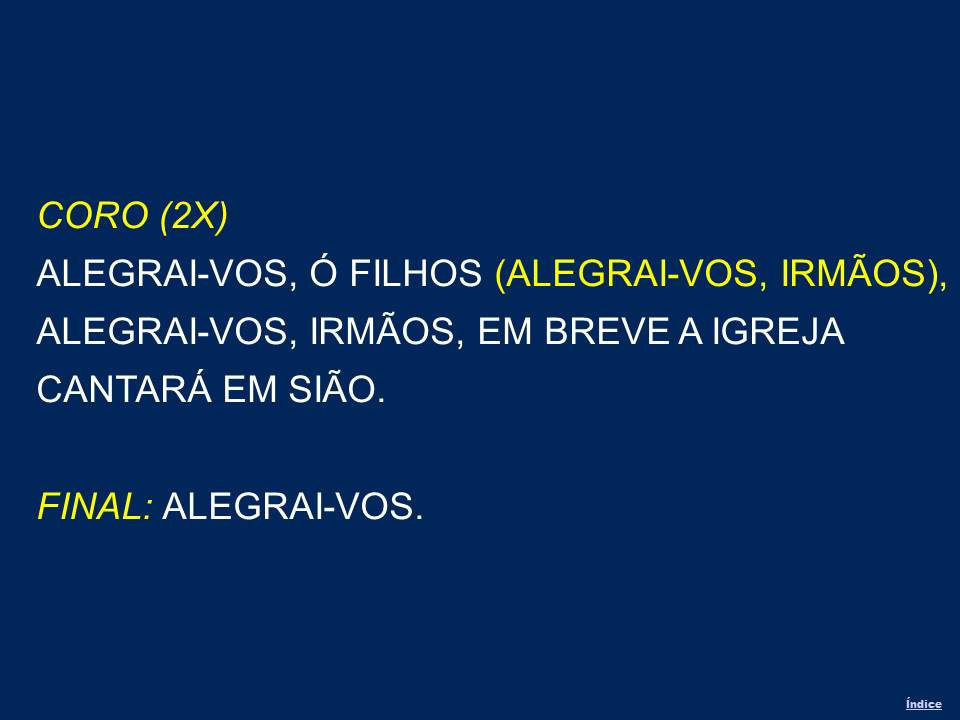 CORO (2X)
ALEGRAI-VOS, Ó FILHOS (ALEGRAI-VOS, IRMÃOS),
ALEGRAI-VOS, IRMÃOS, EM BREVE A IGREJA
CANTARÁ EM SIÃO.
FINAL: ALEGRAI-VOS.
Índice